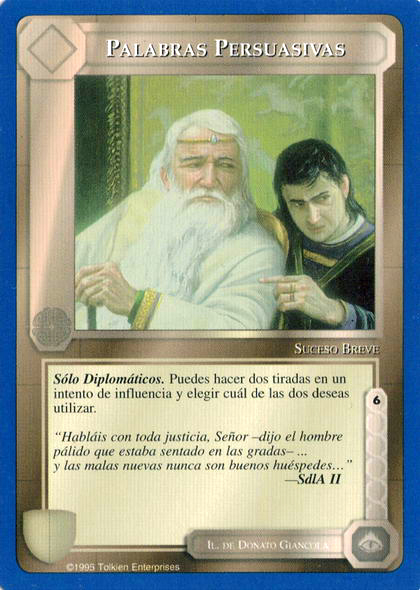 PALABRAS PERSUASIVAS
SUCESO BREVE
Sólo Diplomáticos. Puedes hacer dos tiradas en un
intento de influencia y elegir cuál de las dos deseas
utilizar.
6
“Habláis con toda justicia, Señor –dijo el hombre
pálido que estaba sentado en las gradas– ...
y las malas nuevas nunca son buenos huéspedes…”
—SdlA II
IL. DE DONATO GIANCOLA
©1995 Tolkien Enterprises